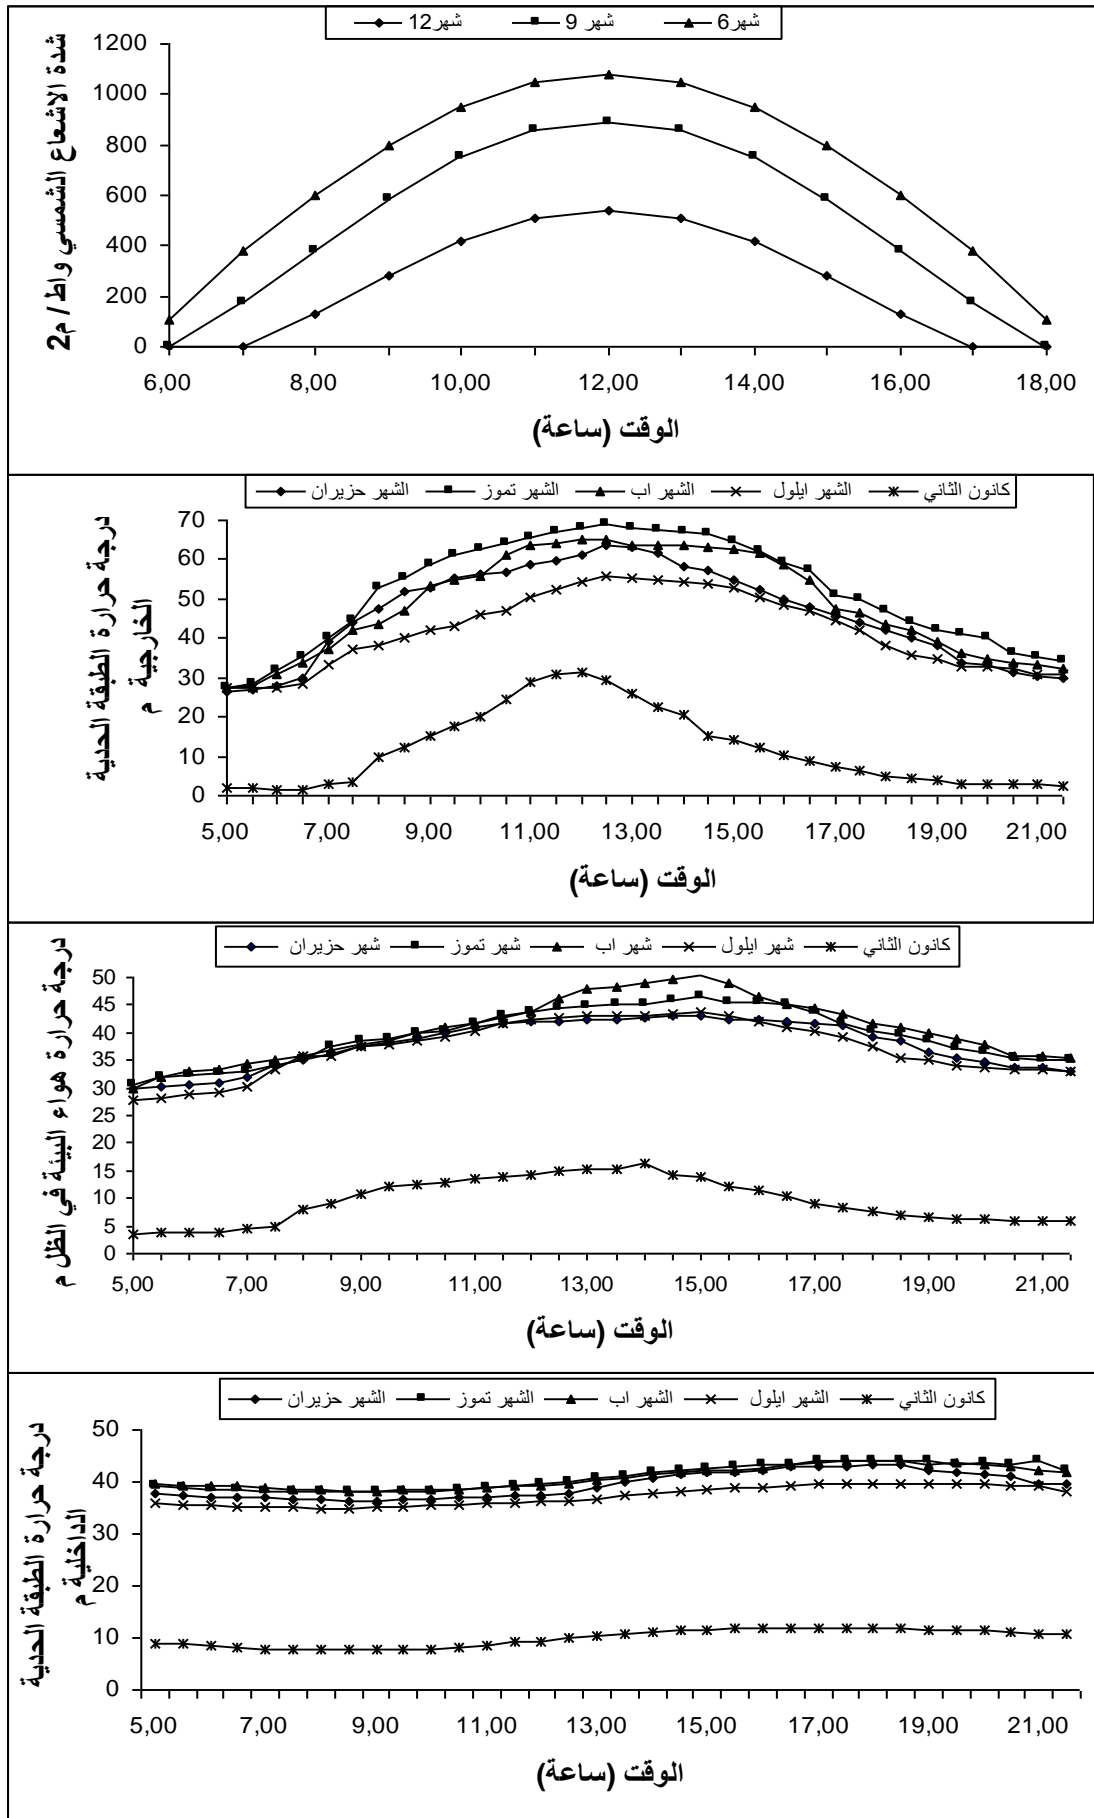 شهر12 شهر 9 شهر6
شدة الاشعاع الشمسي واط / م2
1200
1000
800
600
400
200
0
6,00 8,00 10,00 12,00 14,00 16,00 18,00
الوقت (ساعة)
الشهر حزيران الشهر تموز الشهر اب الشهر ايلول كانون الثاني
درجة حرارة الطبقة الحدية
الخارجية م
70
60
50
40
30
20
10
0
5,00 7,00 9,00 11,00 13,00 15,00 17,00 19,00 21,00
الوقت (ساعة)
شهر حزيران شهر تموز شهر اب شهر ايلول كانون الثاني
درجة حرارة هواء البيئة في الظل م
50
45
40
35
30
25
20
15
10
5
0
5,00 7,00 9,00 11,00 13,00 15,00 17,00 19,00 21,00
الوقت (ساعة)
الشهر حزيران الشهر تموز الشهر اب الشهر ايلول كانون الثاني
درجة حرارة الطبقة الحدية
الداخلية م
50
40
30
20
10
0
5,00 7,00 9,00 11,00 13,00 15,00 17,00 19,00 21,00
الوقت (ساعة)